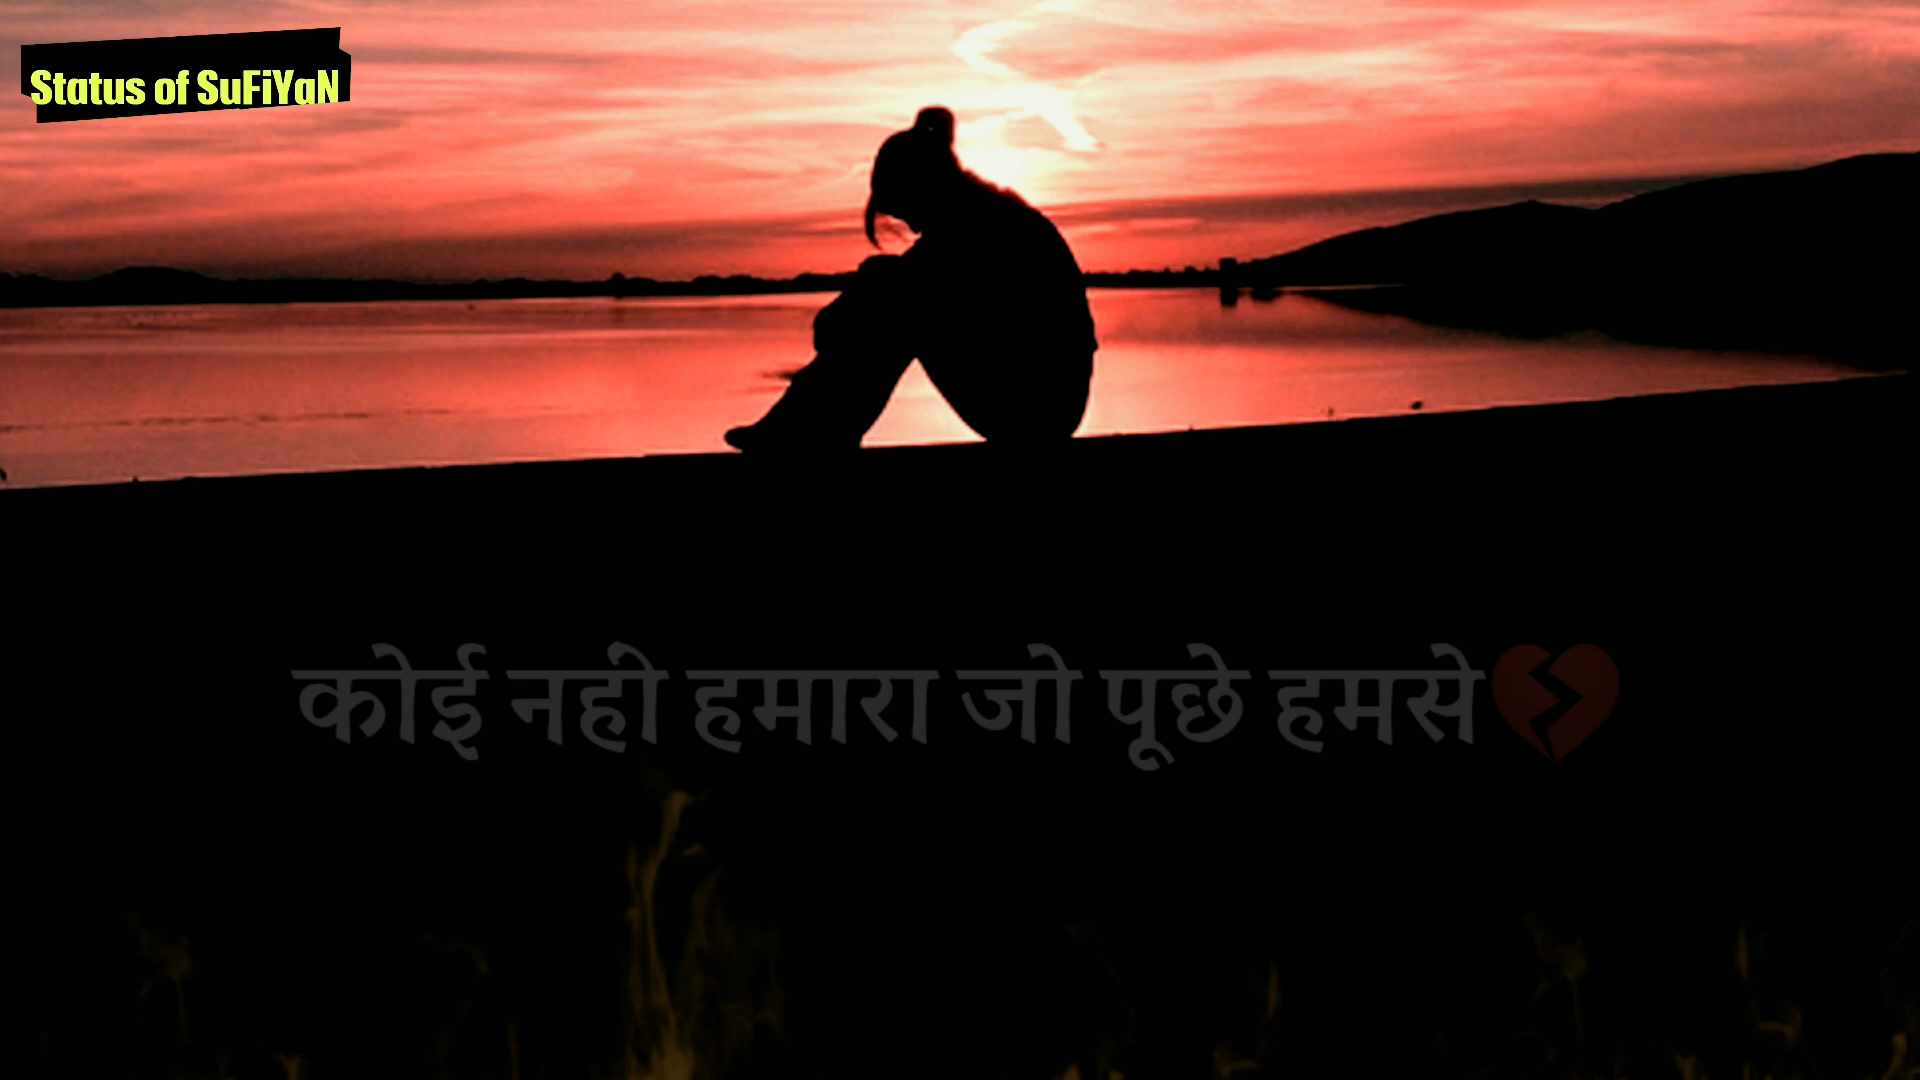 Status of SuFiYaN
कोई नही हमारा जो पूछे हमसे💔